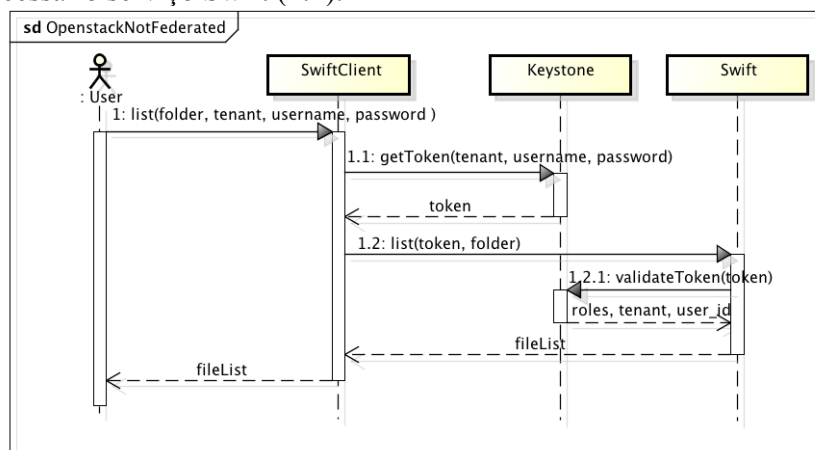 sd OpenstackNotFederated
: User
SwiftClient
Keystone
Swift
1: list(folder, tenant, username, password )
1.1: getToken(tenant, username, password)
token
1.2: list(token, folder)
1.2.1: validateToken(token)
roles, tenant, user_id
fileList
fileList